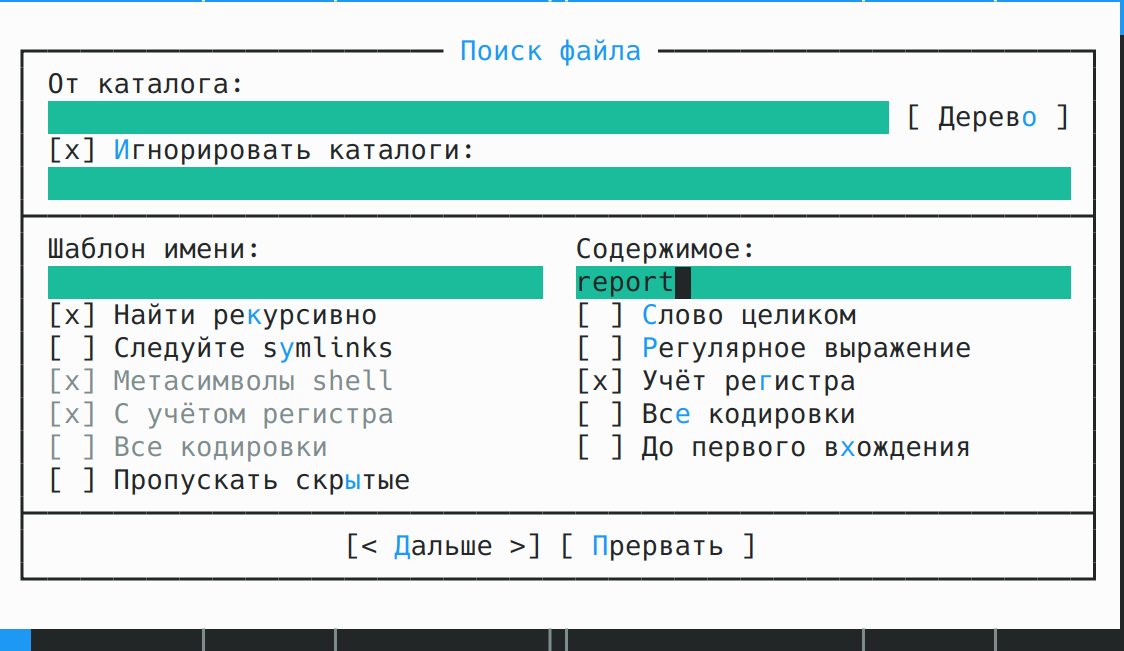 Поиск файла
От каталога:
[ Дерево ]
[x] Игнорировать каталоги:
Шаблон имени:
[x] Найти рекурсивно
[ ] Следуйте symlinks
[x] Метасимволы shell
[x] С учётом регистра
[ ] Все кодировки
[ ] Пропускать скрытые
Содержимое:
report
[ ] Слово целиком
[ ] Регулярное выражение
[x] Учёт регистра
[ ] Все кодировки
[ ] До первого вхождения
[< Дальше >] [ Прервать ]